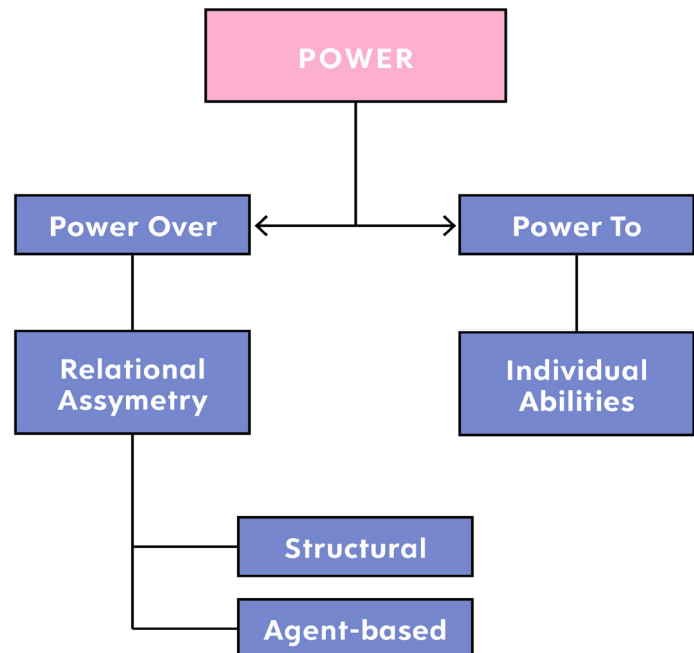 POWER
Power Over
Power To
Relational
Assymetry
Individual
Abilities
Structural
Agent-based